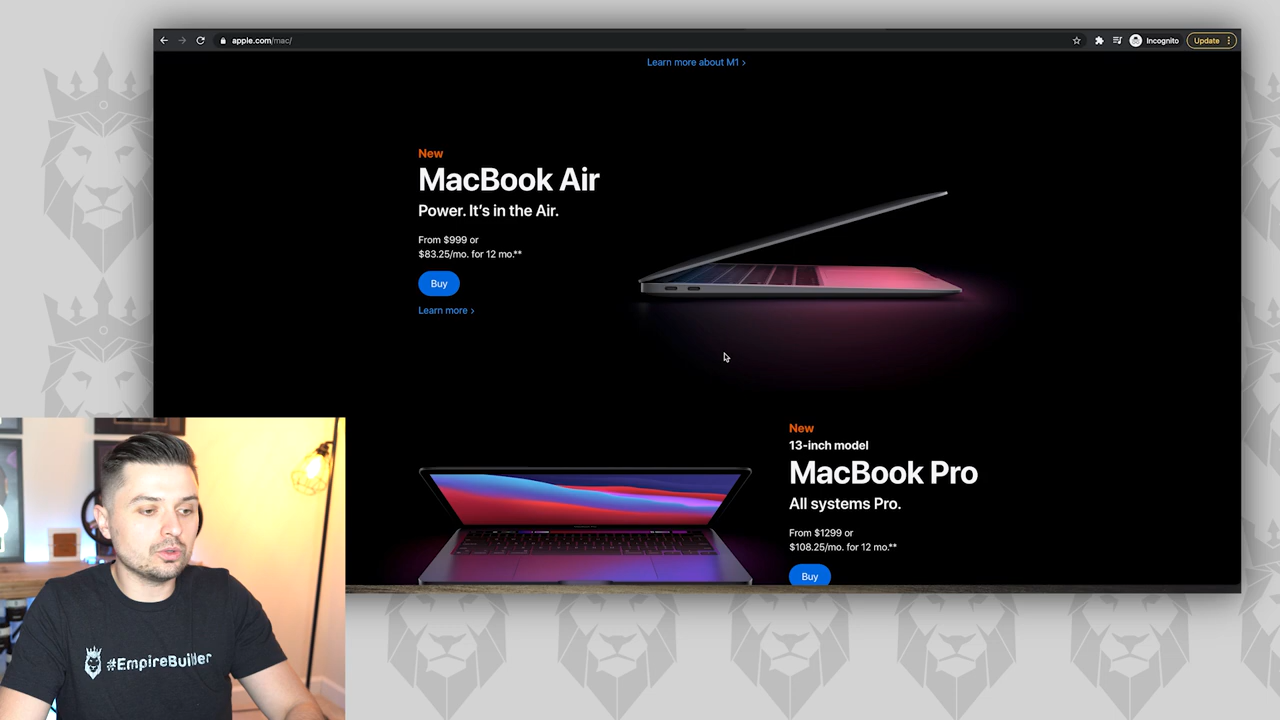 apple.com/mac/
Incognito
Update
Learn more about M1 >
New
MacBook Air
Power. It's in the Air.
From $999 or
$83.25/mo. for 12 mo.**
Buy
Learn more >
New
13-inch model
MacBook Pro
All systems Pro.
From $1299 or
$108.25/mo. for 12 mo.**
Buy
#EmpireBuilder